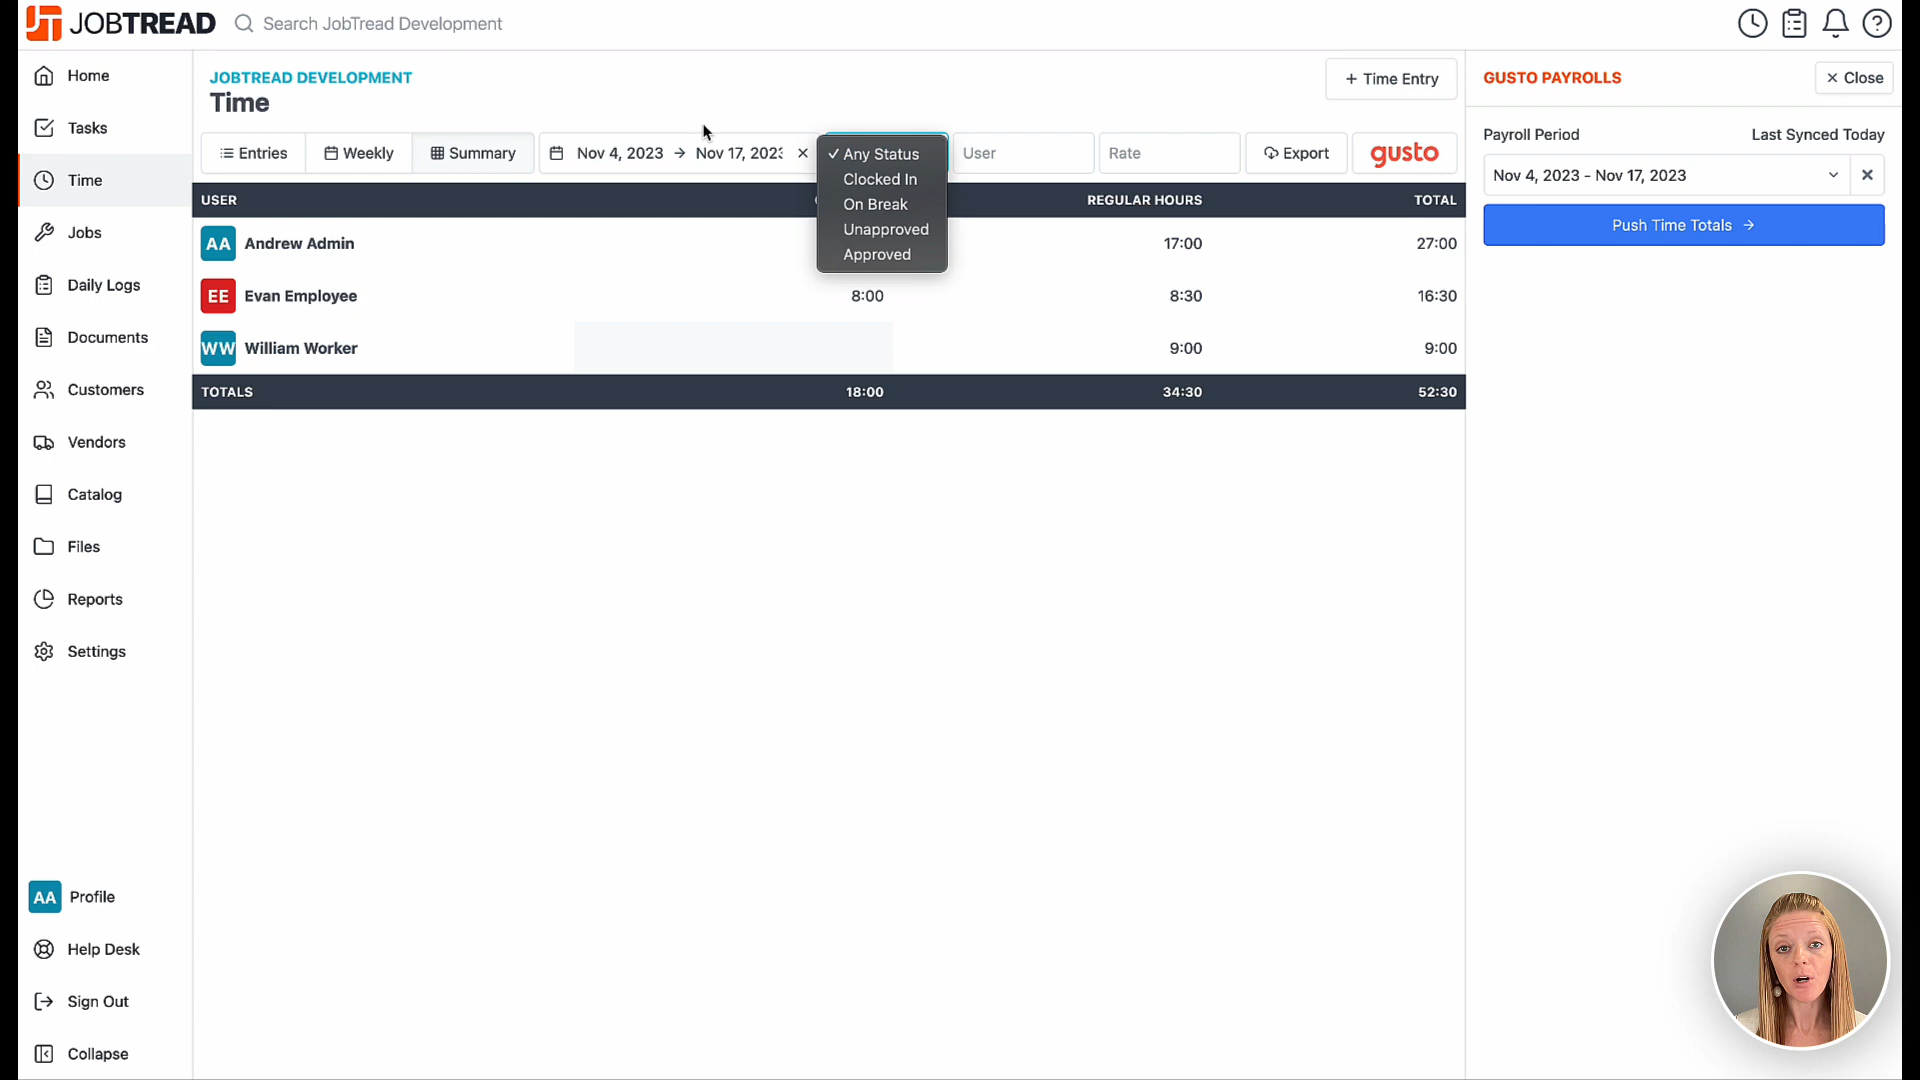 JOBTREAD
Search JobTread Development
Home
Tasks
Time
Jobs
Daily Logs
Documents
Customers
Vendors
Catalog
Files
Reports
Settings
AA Profile
Help Desk
Sign Out
Collapse
JOBTREAD DEVELOPMENT
Time
+ Time Entry
Entries Weekly Summary Nov 4, 2023 → Nov 17, 2023 × User Rate Export gusto
✓ Any Status
Clocked In
On Break
Unapproved
Approved
USER REGULAR HOURS TOTAL
AA Andrew Admin 17:00 27:00
EE Evan Employee 8:00 8:30 16:30
WW William Worker 9:00 9:00
TOTALS 18:00 34:30 52:30
GUSTO PAYROLLS × Close
Payroll Period Last Synced Today
Nov 4, 2023 - Nov 17, 2023 ×
Push Time Totals →